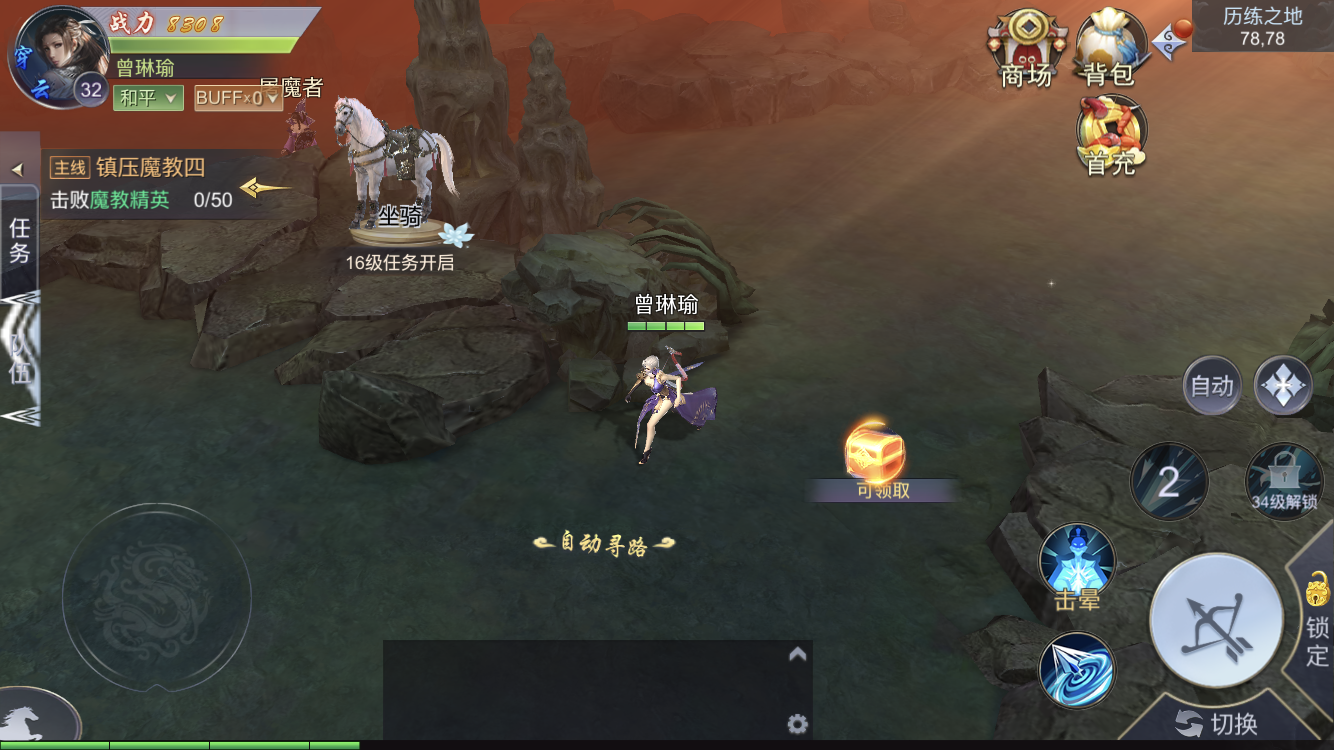 战力 8308
历练之地
78,78
穿云
32
曾琳瑜
和平
BUFF×0
屠魔者
商场
背包
首充
主线 镇压魔教四
击败魔教精英 0/50
任务
坐骑
16级任务开启
曾琳瑜
队伍
自动
可领取
2
34级解锁
自动寻路
击晕
锁定
切换